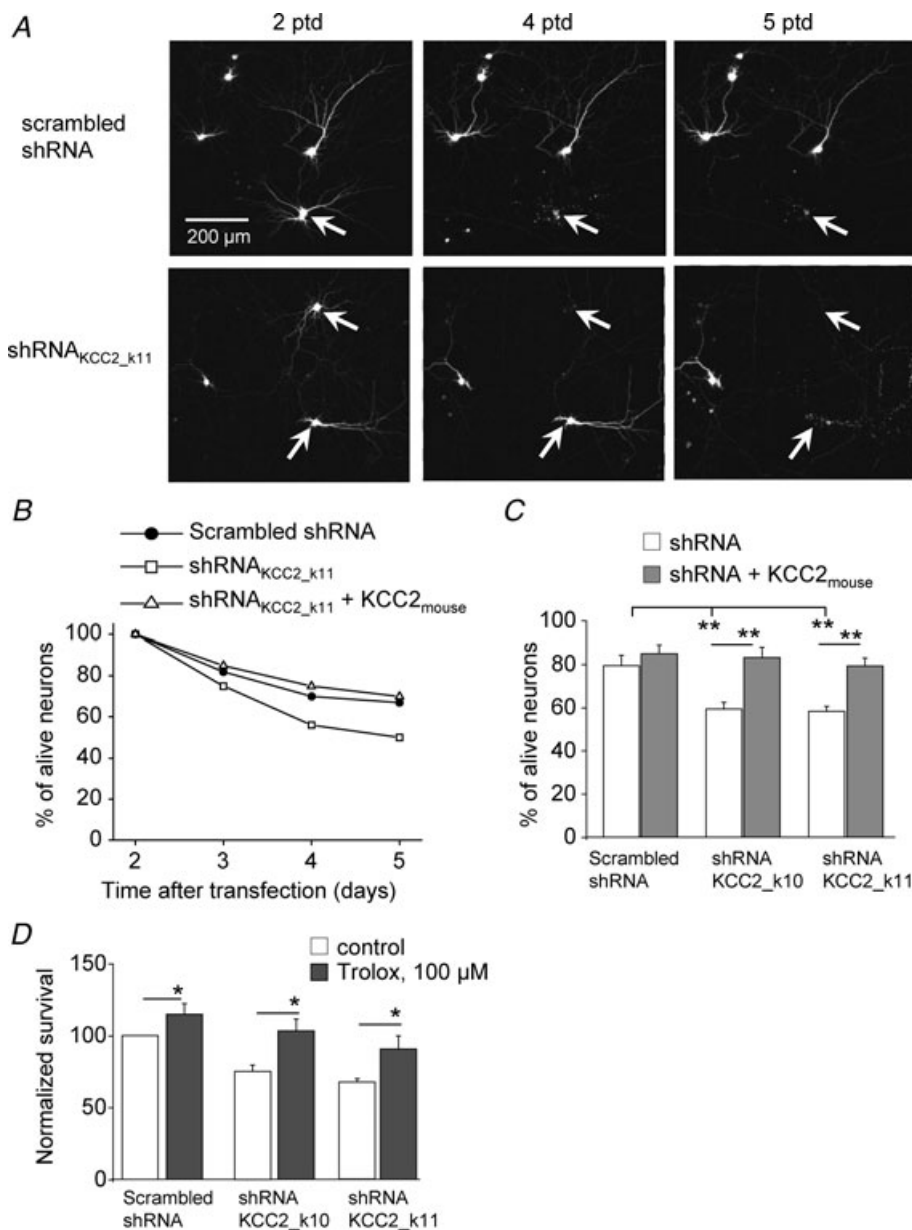 A
2 ptd 4 ptd 5 ptd
scrambled
shRNA
200 µm
shRNAKCC2_k11
B
Scrambled shRNA
shRNAKCC2_k11
shRNAKCC2_k11 + KCC2mouse
% of alive neurons
100
80
60
40
20
0
2 3 4 5
Time after transfection (days)
C
shRNA
shRNA + KCC2mouse
** ** ** **
% of alive neurons
100
80
60
40
20
0
Scrambled shRNA shRNA
shRNA KCC2_k10 KCC2_k11
D
control
Trolox, 100 µM
* * *
Normalized survival
150
100
50
0
Scrambled shRNA shRNA
shRNA KCC2_k10 KCC2_k11